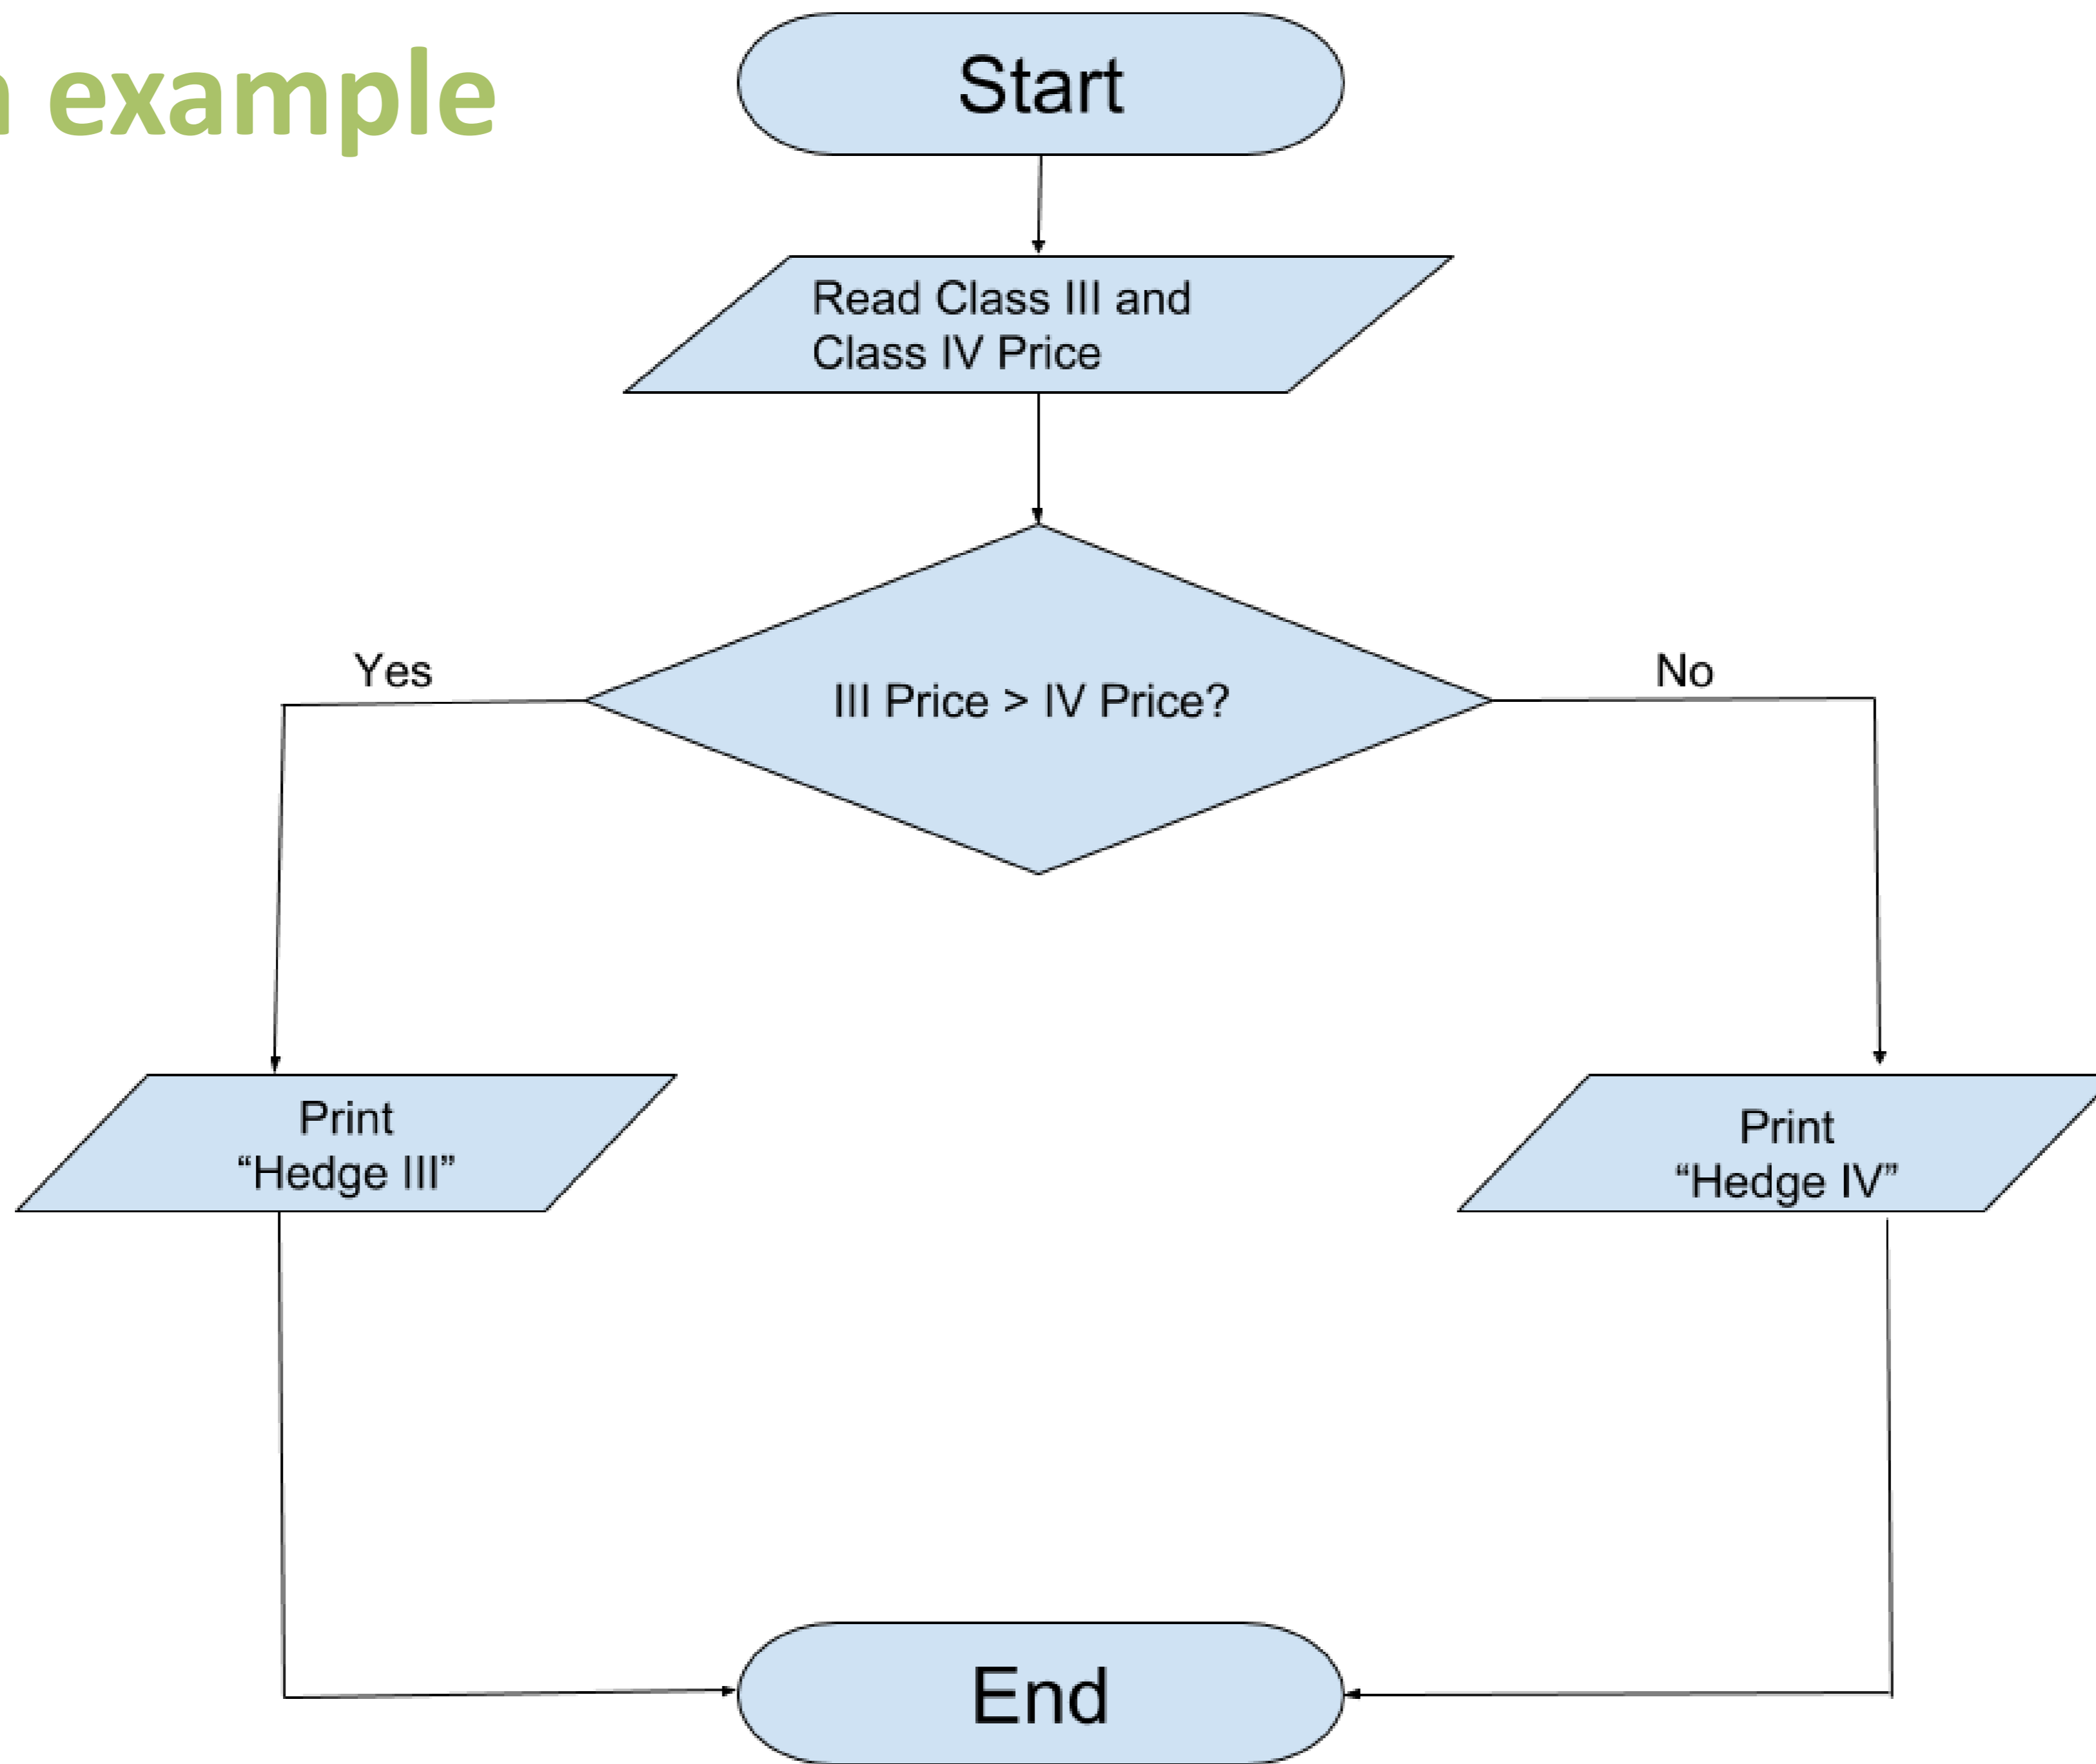 example
Start
Read Class III and
Class IV Price
III Price > IV Price?
Yes
No
Print
“Hedge III”
Print
“Hedge IV”
End